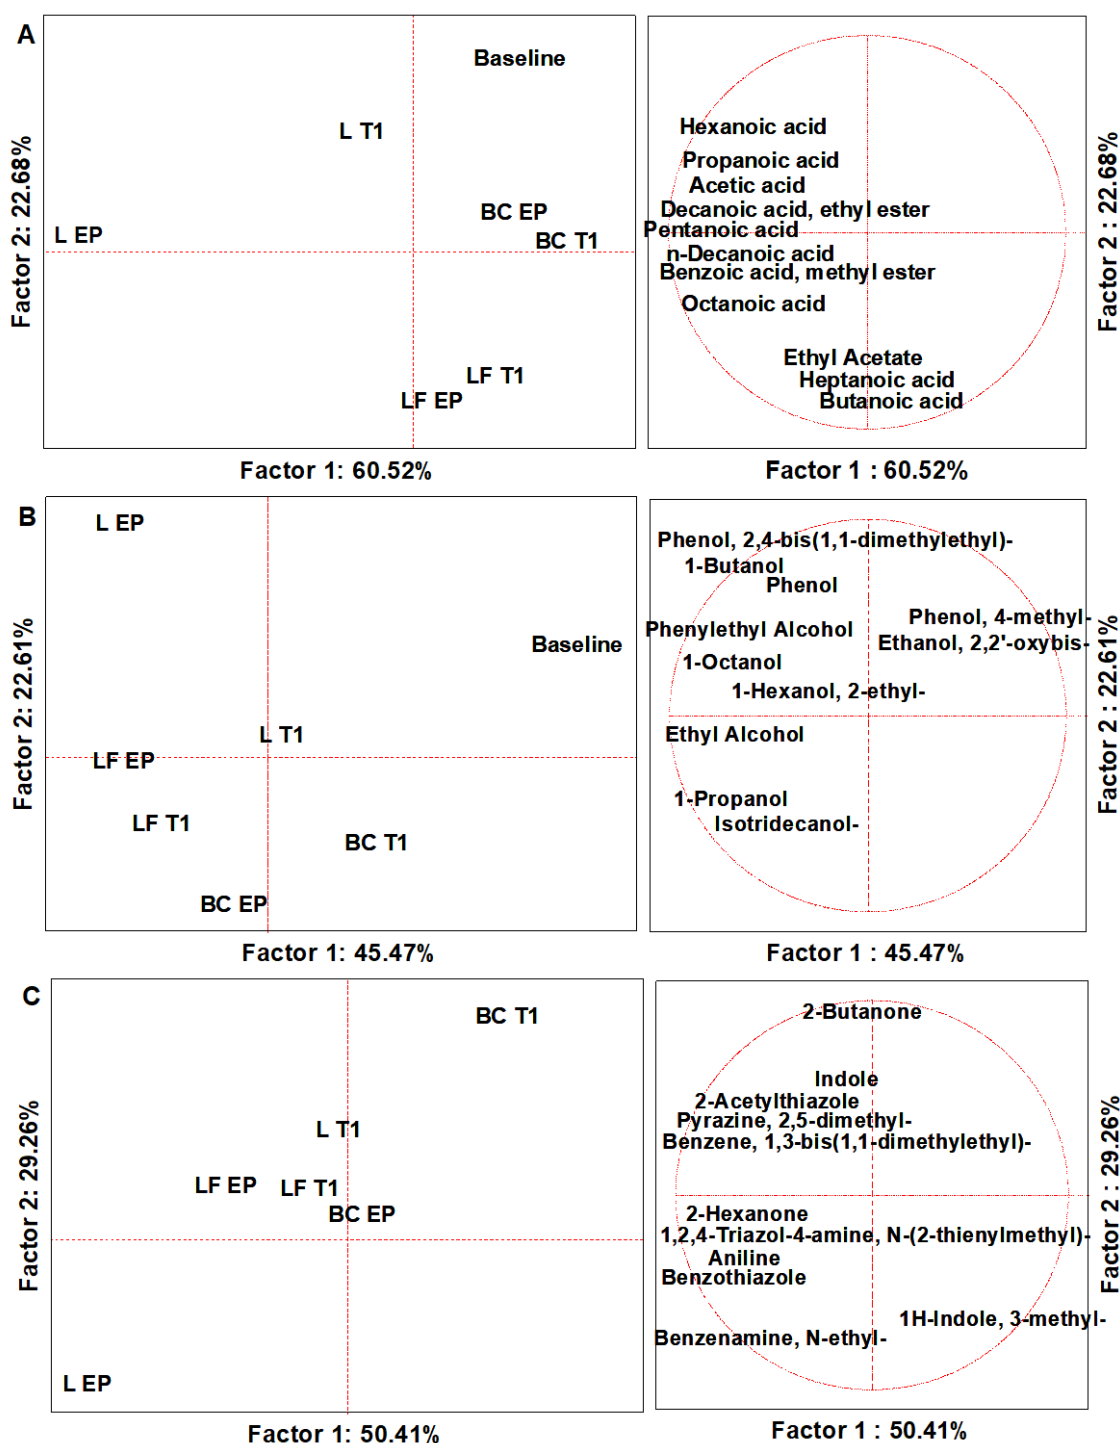 A
Baseline
L T1
BC EP
L EP
BC T1
LF T1
LF EP
Factor 2: 22.68%
Factor 1: 60.52%
Hexanoic acid
Propanoic acid
Acetic acid
Decanoic acid, ethyl ester
Pentanoic acid
n-Decanoic acid
Benzoic acid, methyl ester
Octanoic acid
Ethyl Acetate
Heptanoic acid
Butanoic acid
Factor 2 : 22.68%
Factor 1 : 60.52%
B
L EP
Baseline
L T1
LF EP
LF T1
BC T1
BC EP
Factor 2: 22.61%
Factor 1: 45.47%
Phenol, 2,4-bis(1,1-dimethylethyl)-
1-Butanol
Phenol
Phenol, 4-methyl-
Phenylethyl Alcohol
Ethanol, 2,2'-oxybis-
1-Octanol
1-Hexanol, 2-ethyl-
Ethyl Alcohol
1-Propanol
Isotridecanol-
Factor 2 : 22.61%
Factor 1 : 45.47%
C
BC T1
L T1
LF EP
LF T1
BC EP
L EP
Factor 2: 29.26%
Factor 1: 50.41%
2-Butanone
Indole
2-Acetylthiazole
Pyrazine, 2,5-dimethyl-
Benzene, 1,3-bis(1,1-dimethylethyl)-
2-Hexanone
1,2,4-Triazol-4-amine, N-(2-thienylmethyl)-
Aniline
Benzothiazole
1H-Indole, 3-methyl-
Benzenamine, N-ethyl-
Factor 2 : 29.26%
Factor 1 : 50.41%